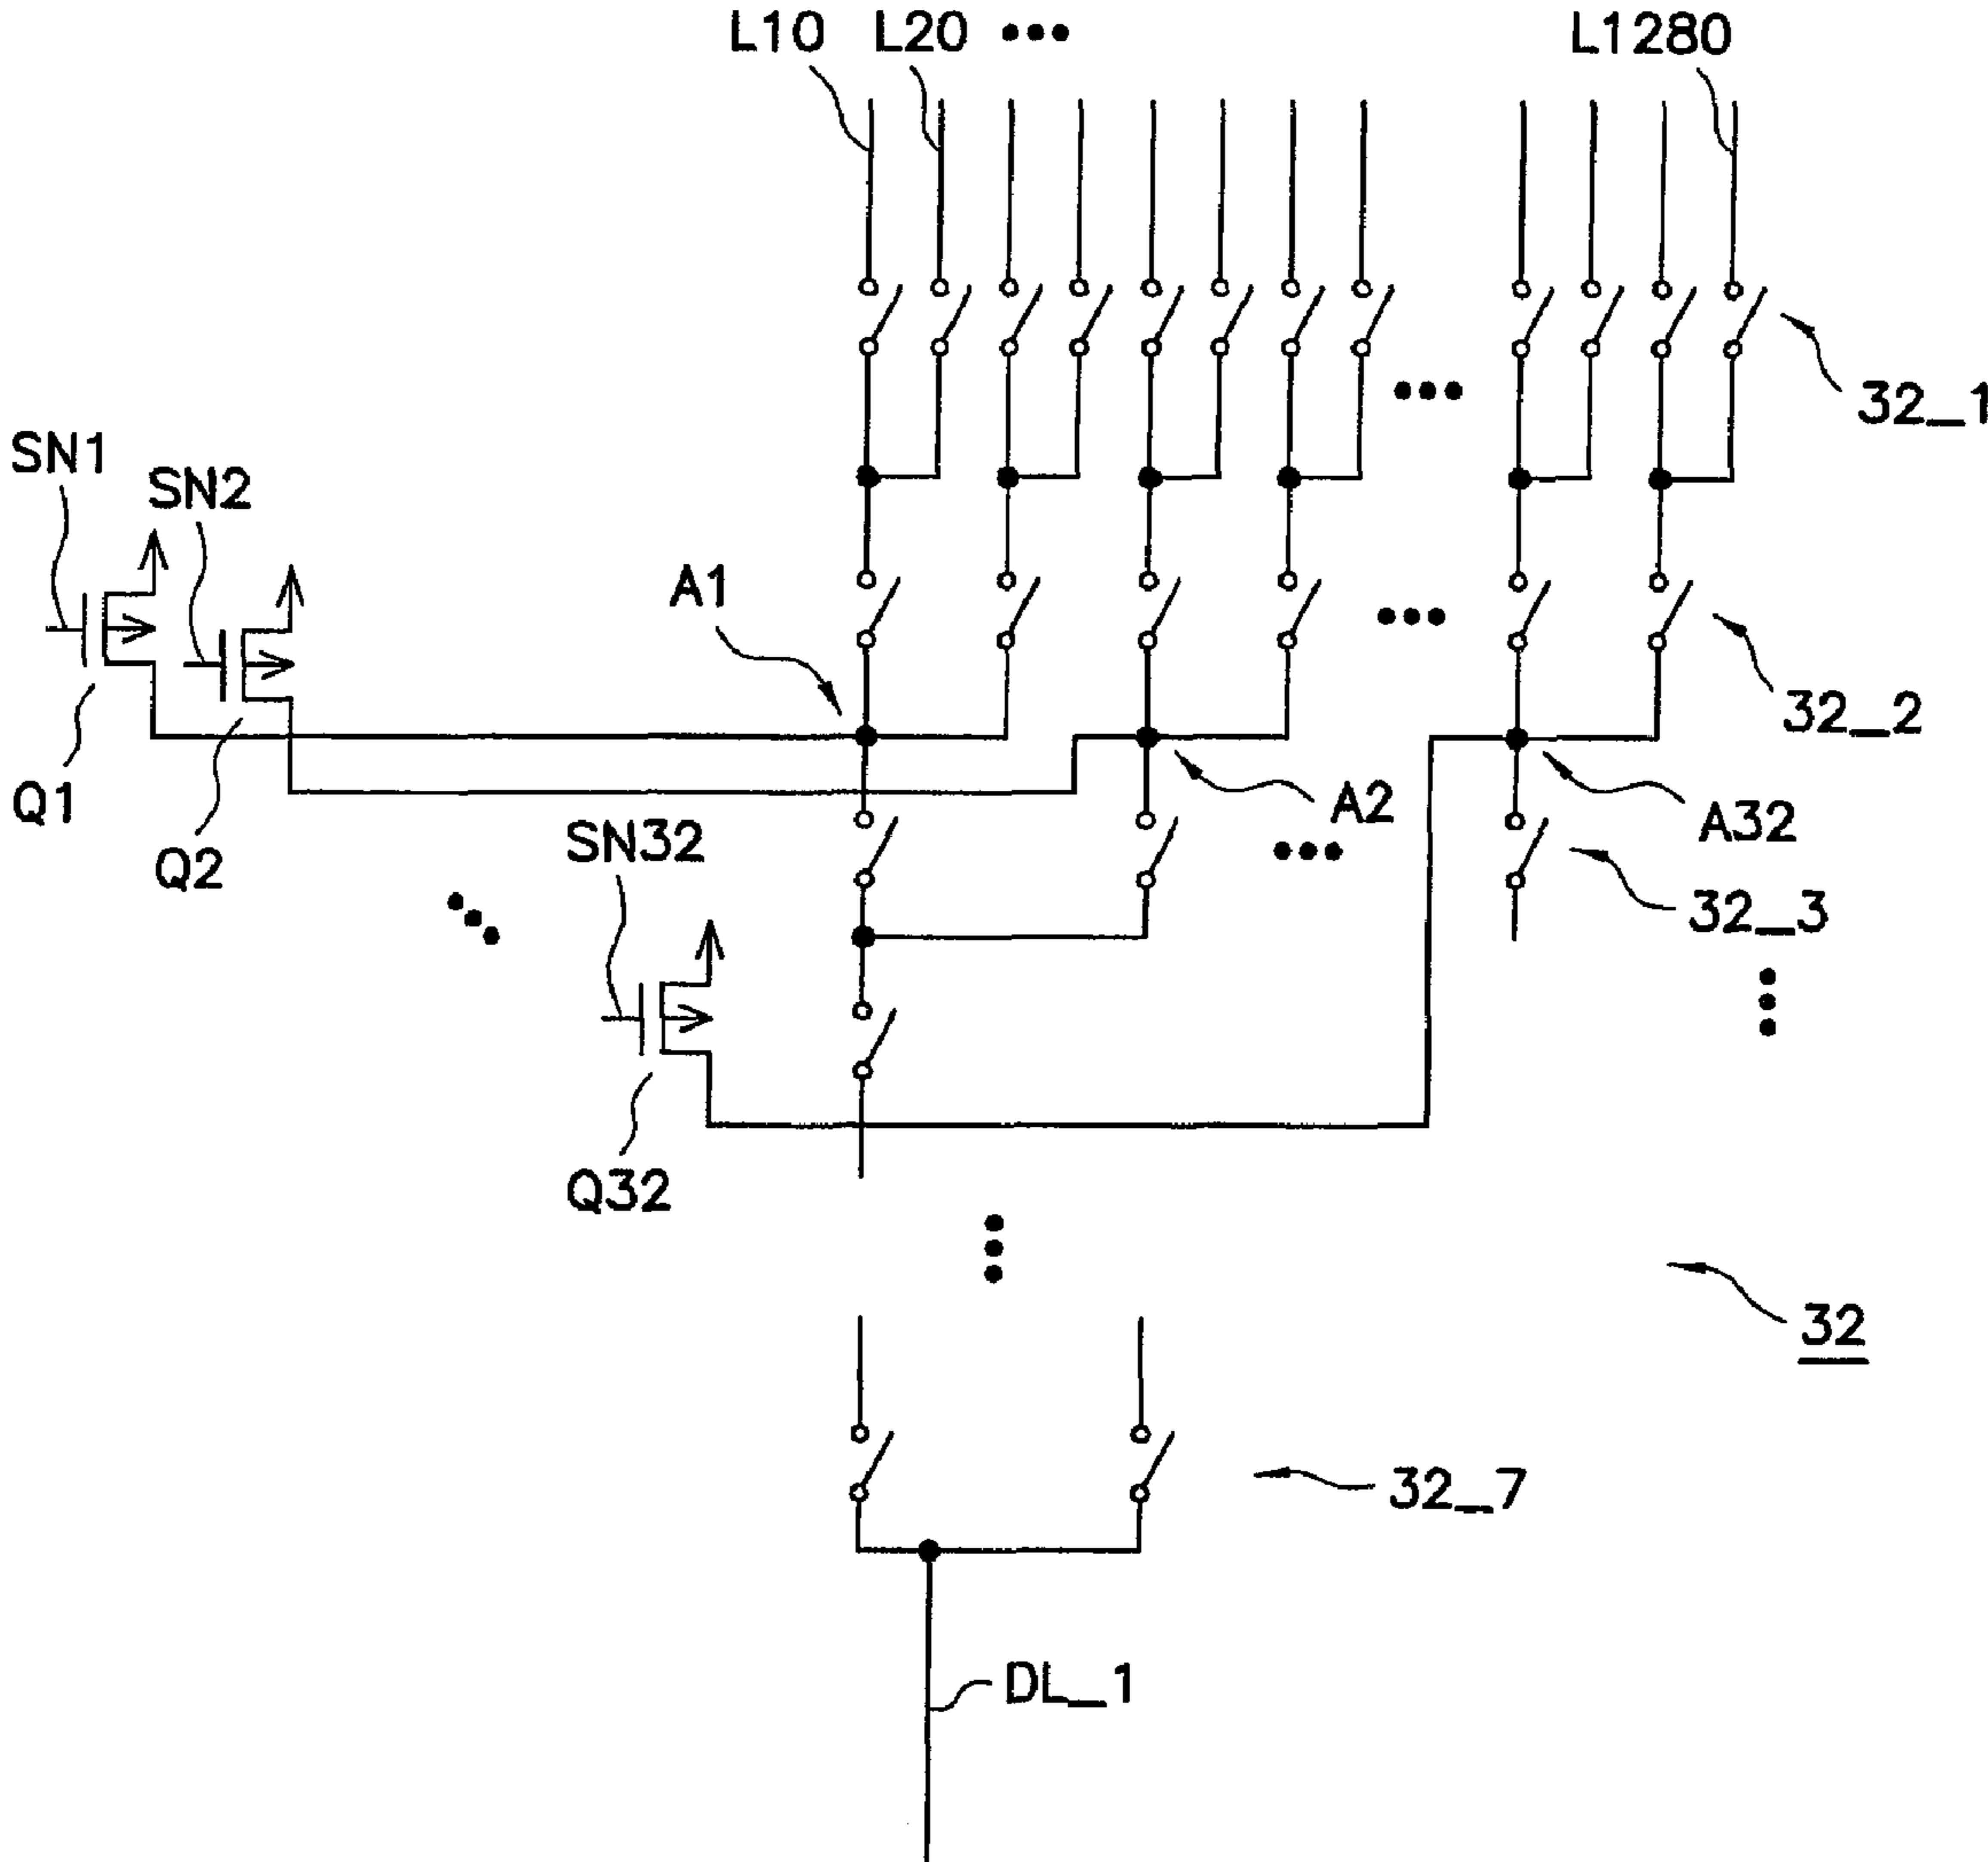 L10 L20 ••• L1280
32_1
SN1
SN2
A1
32_2
Q1
A2
A32
SN32
Q2
32_3
Q32
32
32_7
DL_1